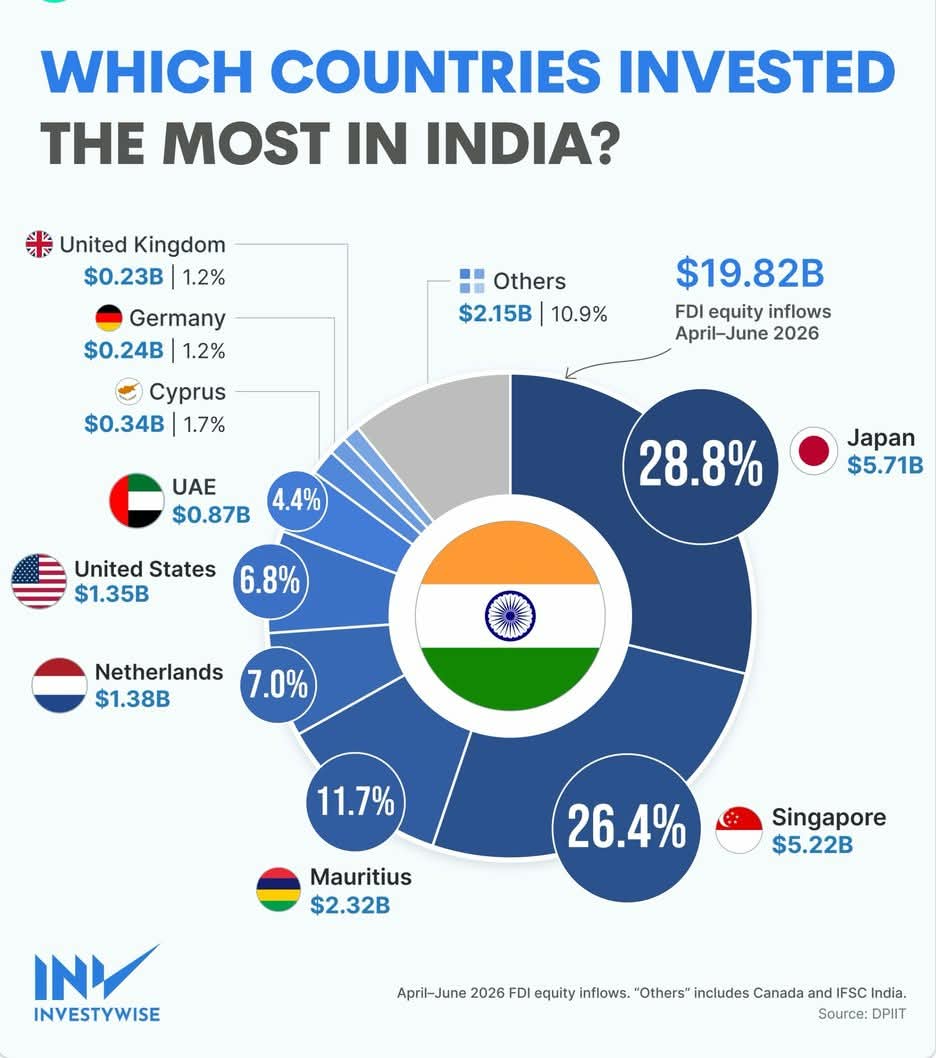 WHICH COUNTRIES INVESTED
THE MOST IN INDIA?
United Kingdom
$0.23B | 1.2%
Germany
$0.24B | 1.2%
Cyprus
$0.34B | 1.7%
Others
$2.15B | 10.9%
$19.82B
FDI equity inflows
April–June 2026
28.8%
Japan
$5.71B
UAE
$0.87B
4.4%
United States
$1.35B
6.8%
Netherlands
$1.38B
7.0%
11.7%
Mauritius
$2.32B
26.4%
Singapore
$5.22B
INV
INVESTYWISE
April–June 2026 FDI equity inflows. “Others” includes Canada and IFSC India.
Source: DPIIT